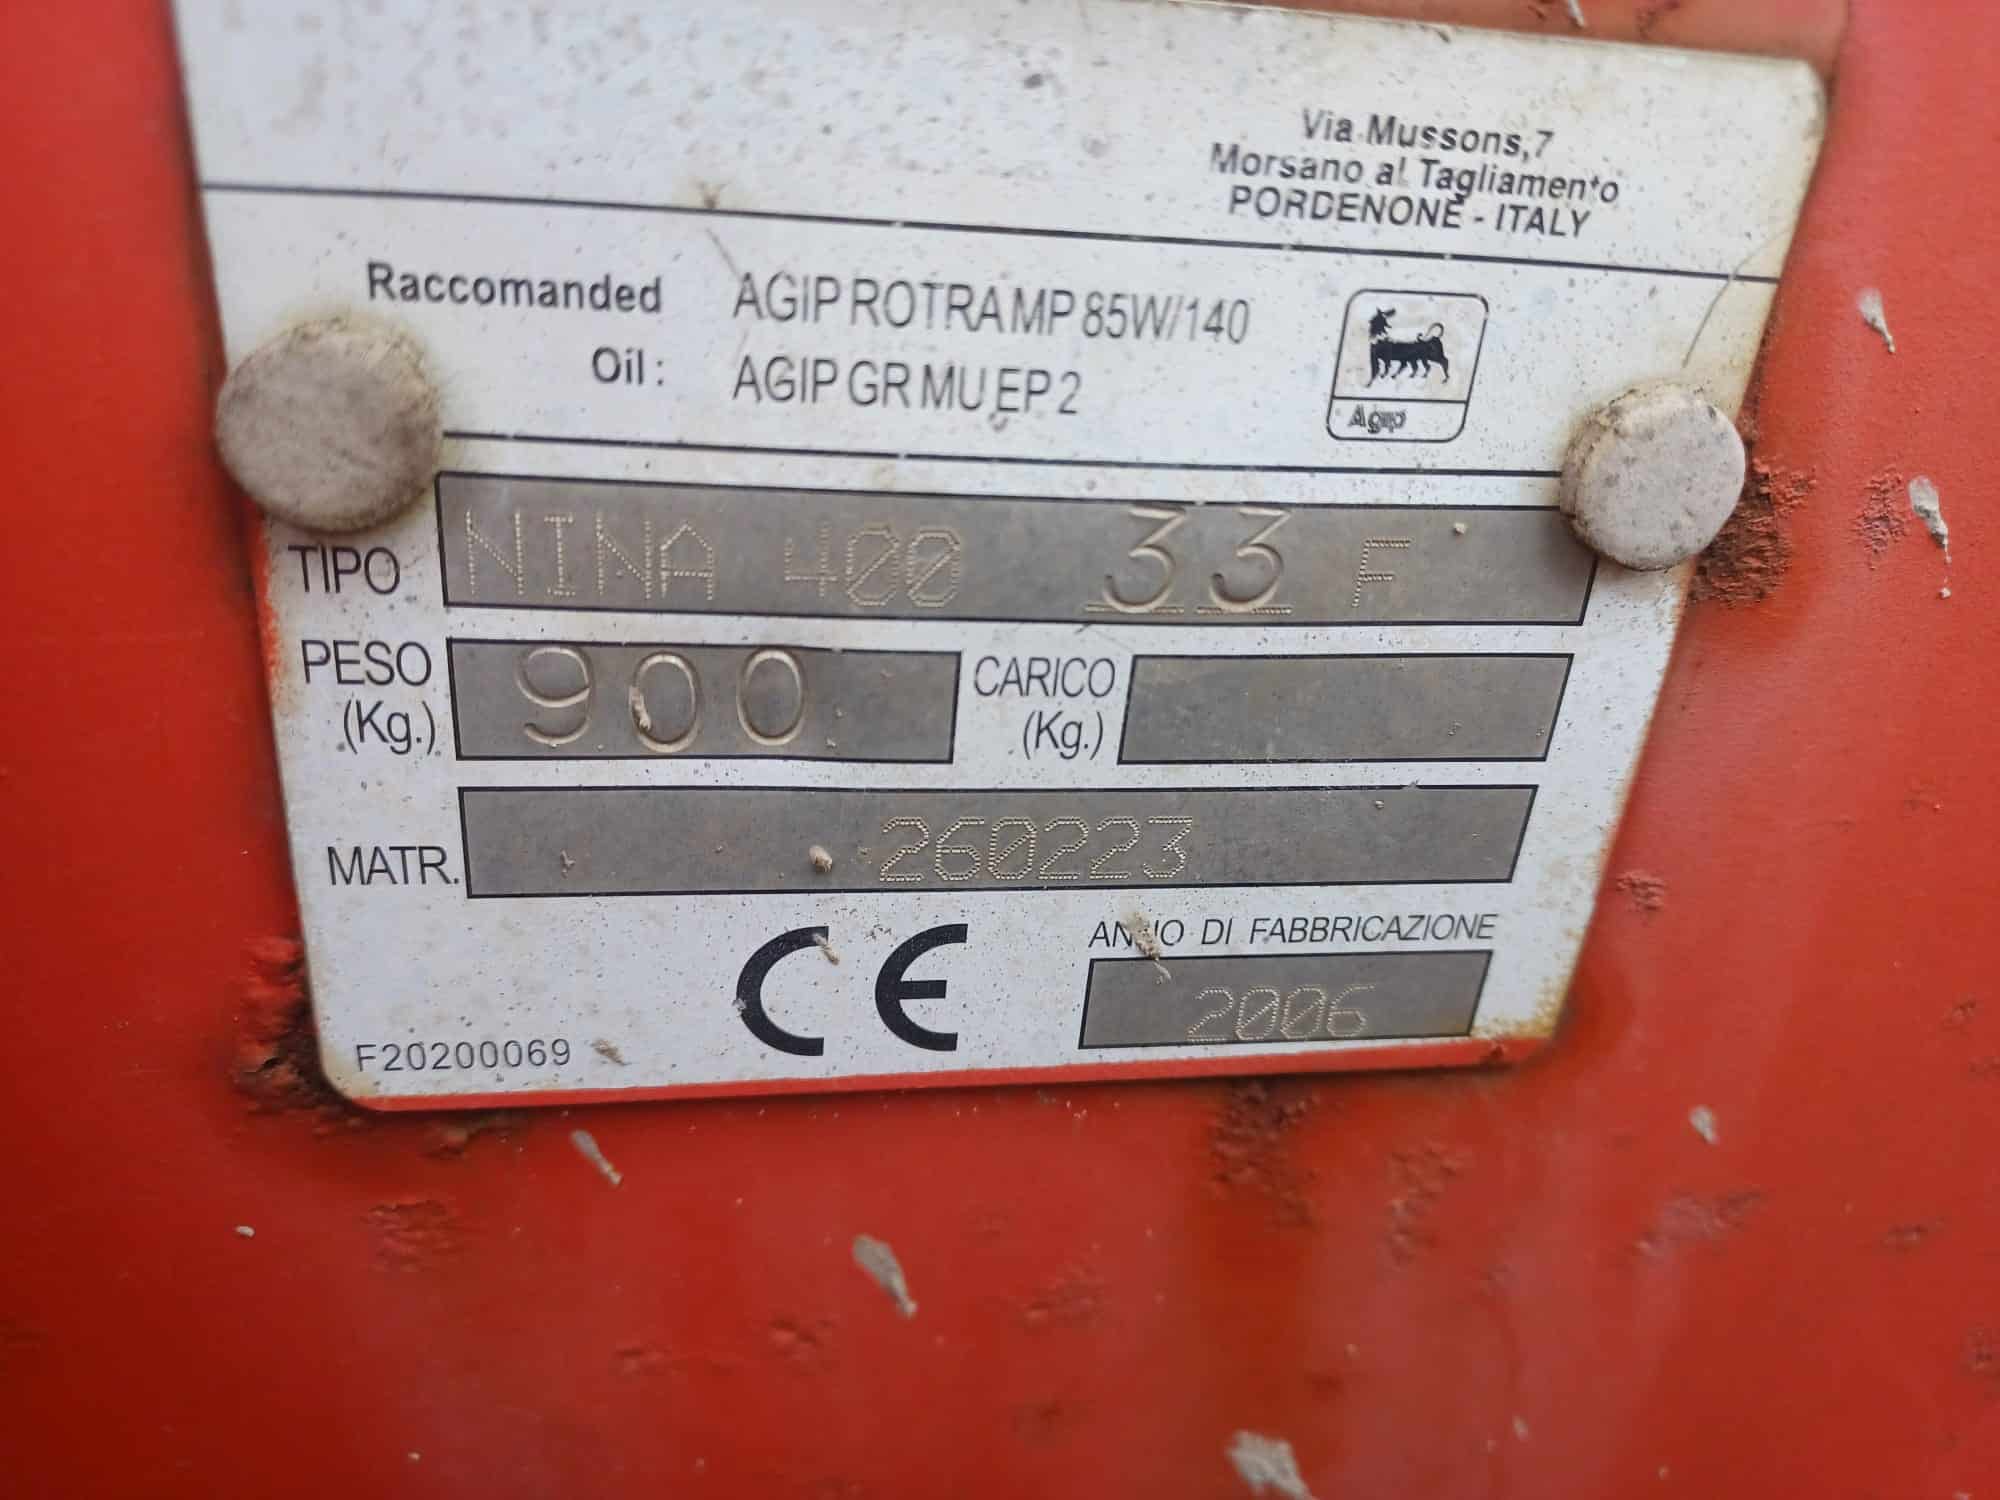 Via Mussons,7
Morsano al Tagliamento
PORDENONE - ITALY
Raccomanded AGIP ROTRA MP 85W/140
Oil : AGIP GR MU EP 2
Agip
TIPO NINA 400 33 F
PESO (Kg.) 900 CARICO (Kg.)
MATR. 260223
CE ANNO DI FABBRICAZIONE
2006
F20200069